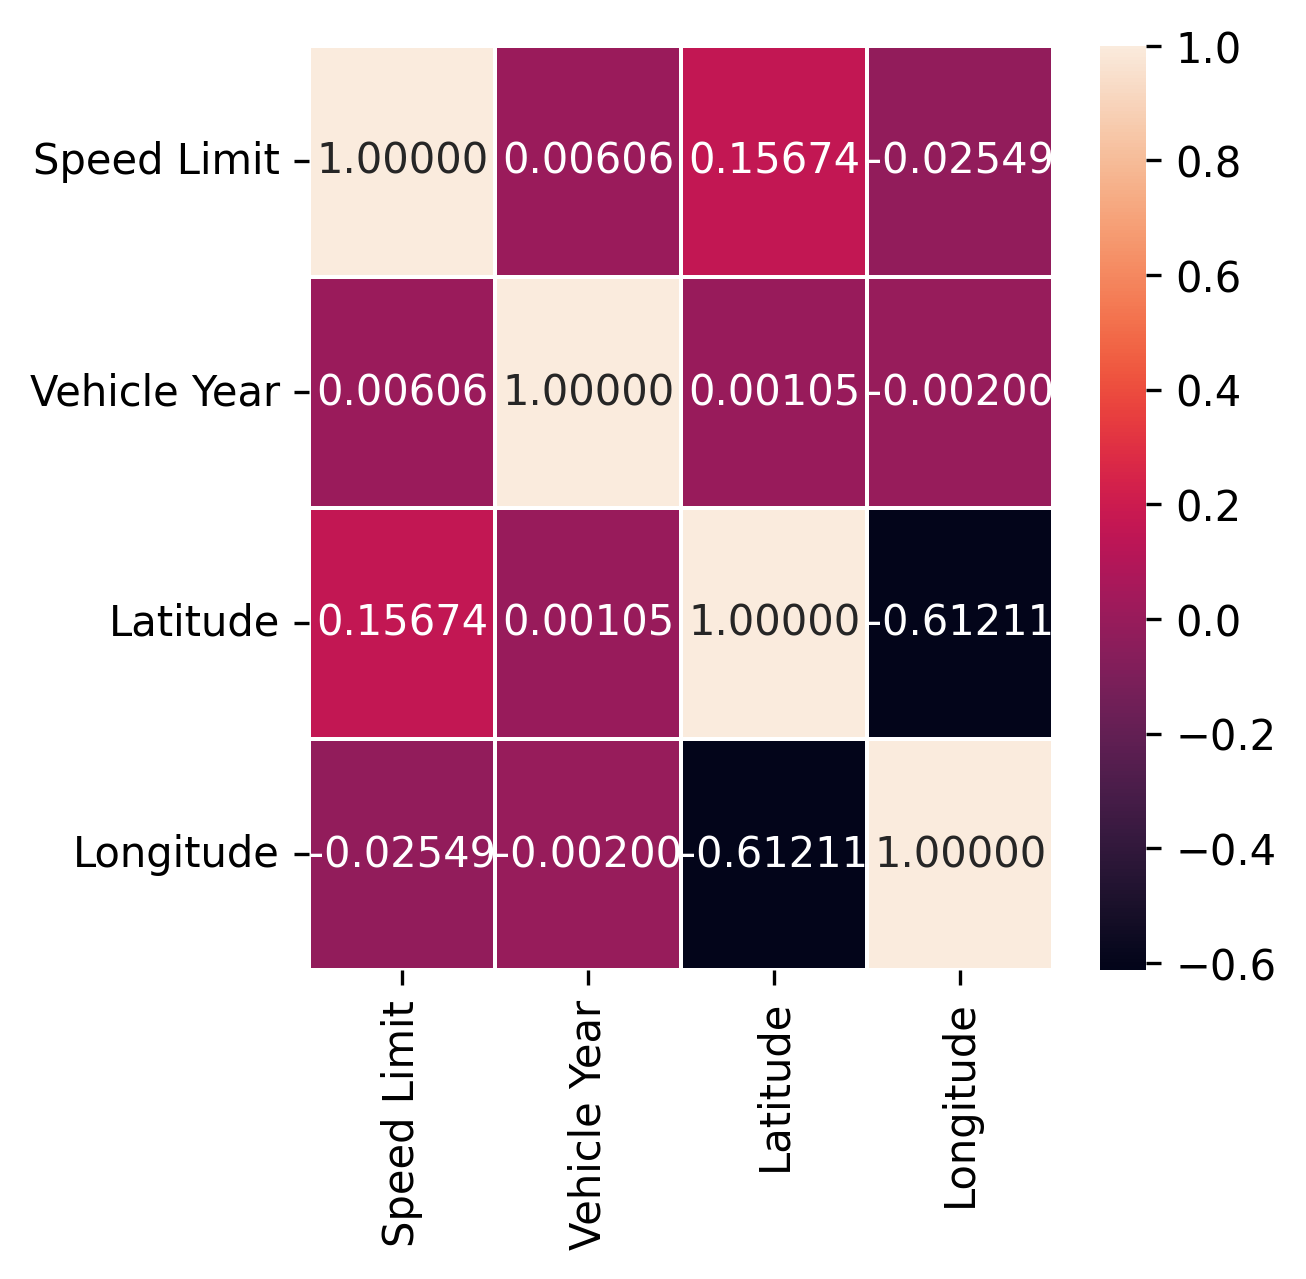 Speed Limit 1.00000 0.00606 0.15674 -0.02549
Vehicle Year 0.00606 1.00000 0.00105 -0.00200
Latitude 0.15674 0.00105 1.00000 -0.61211
Longitude -0.02549 -0.00200 -0.61211 1.00000
Speed Limit
Vehicle Year
Latitude
Longitude
1.0
0.8
0.6
0.4
0.2
0.0
−0.2
−0.4
−0.6